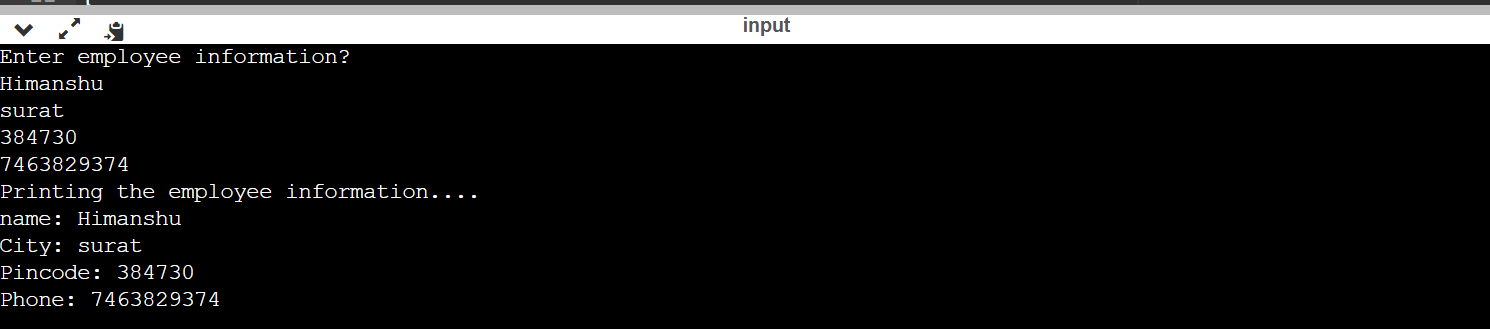 input
Enter employee information?
Himanshu
surat
384730
7463829374
Printing the employee information....
name: Himanshu
City: surat
Pincode: 384730
Phone: 7463829374